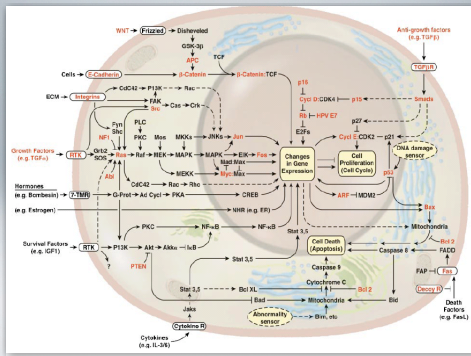 WNT
Frizzled
Disheveled
GSK-3β
APC
TCF
Cells
E-Cadherin
β-Catenin
β-Catenin:TCF
CdC42
P13K
Rac
ECM
Integrins
FAK
Src
Cas
Crk
Fyn
Shc
NF1
PLC
PKC
Mos
MKKs
JNKs
Jun
Growth Factors
(e.g. TGFα)
RTK
Grb2
SOS
Ras
Raf
MEK
MAPK
MAPK
ElK
Fos
Abl
MEKK
Mad:Max
Myc:Max
CdC42
Rac
Rho
Hormones
(e.g. Bombesin)
7-TMR
G-Prot
Ad Cycl
PKA
CREB
(e.g. Estrogen)
NHR (e.g. ER)
PKC
NF-κB
NF-κB
Survival Factors
(e.g. IGF1)
RTK
P13K
Akt
Akkα
I-κB
?
PTEN
Stat 3,5
Stat 3,5
Stat 3,5
Bcl XL
Jaks
Bad
Cytokine R
Cytokines
(e.g. IL-3/6)
Anti-growth factors
(e.g. TGFβ)
TGFβR
p16
Cycl D:CDK4
p15
Smads
Rb
HPV E7
p27
E2Fs
Cycl E:CDK2
p21
Changes
in Gene
Expression
Cell
Proliferation
(Cell Cycle)
DNA damage
sensor
p53
ARF
MDM2
Bax
Mitochondria
Bcl 2
Cell Death
(Apoptosis)
Caspase 8
FADD
Caspase 9
FAP
Fas
Cytochrome C
Bcl 2
Decoy R
Mitochondria
Bid
Death
Factors
(e.g. FasL)
Abnormality
sensor
Bim, etc